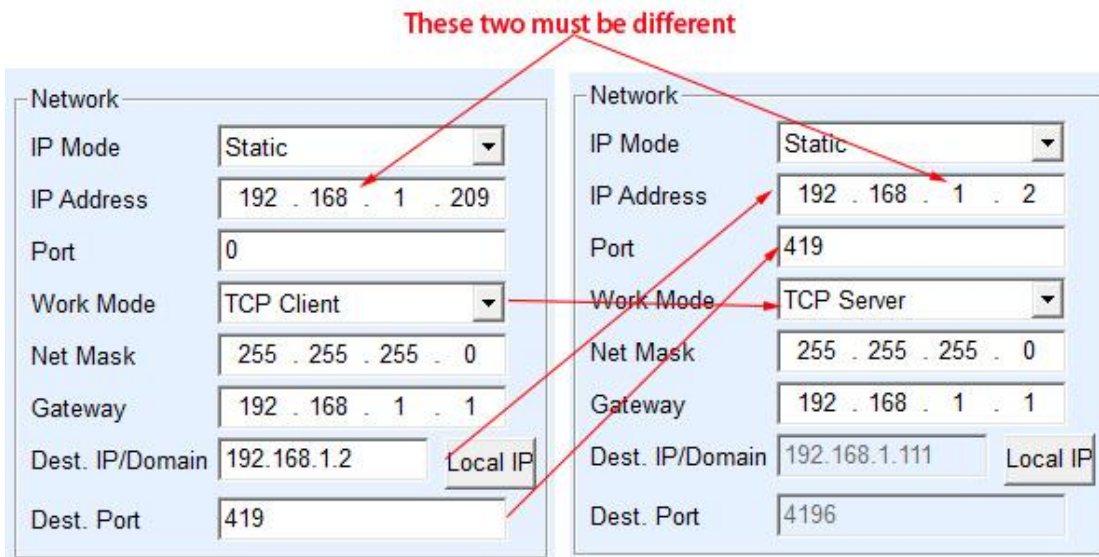 These two must be different
Network
IP Mode Static
IP Address 192 . 168 . 1 . 209
Port 0
Work Mode TCP Client
Net Mask 255 . 255 . 255 . 0
Gateway 192 . 168 . 1 . 1
Dest. IP/Domain 192.168.1.2 Local IP
Dest. Port 419
Network
IP Mode Static
IP Address 192 . 168 . 1 . 2
Port 419
Work Mode TCP Server
Net Mask 255 . 255 . 255 . 0
Gateway 192 . 168 . 1 . 1
Dest. IP/Domain 192.168.1.111 Local IP
Dest. Port 4196